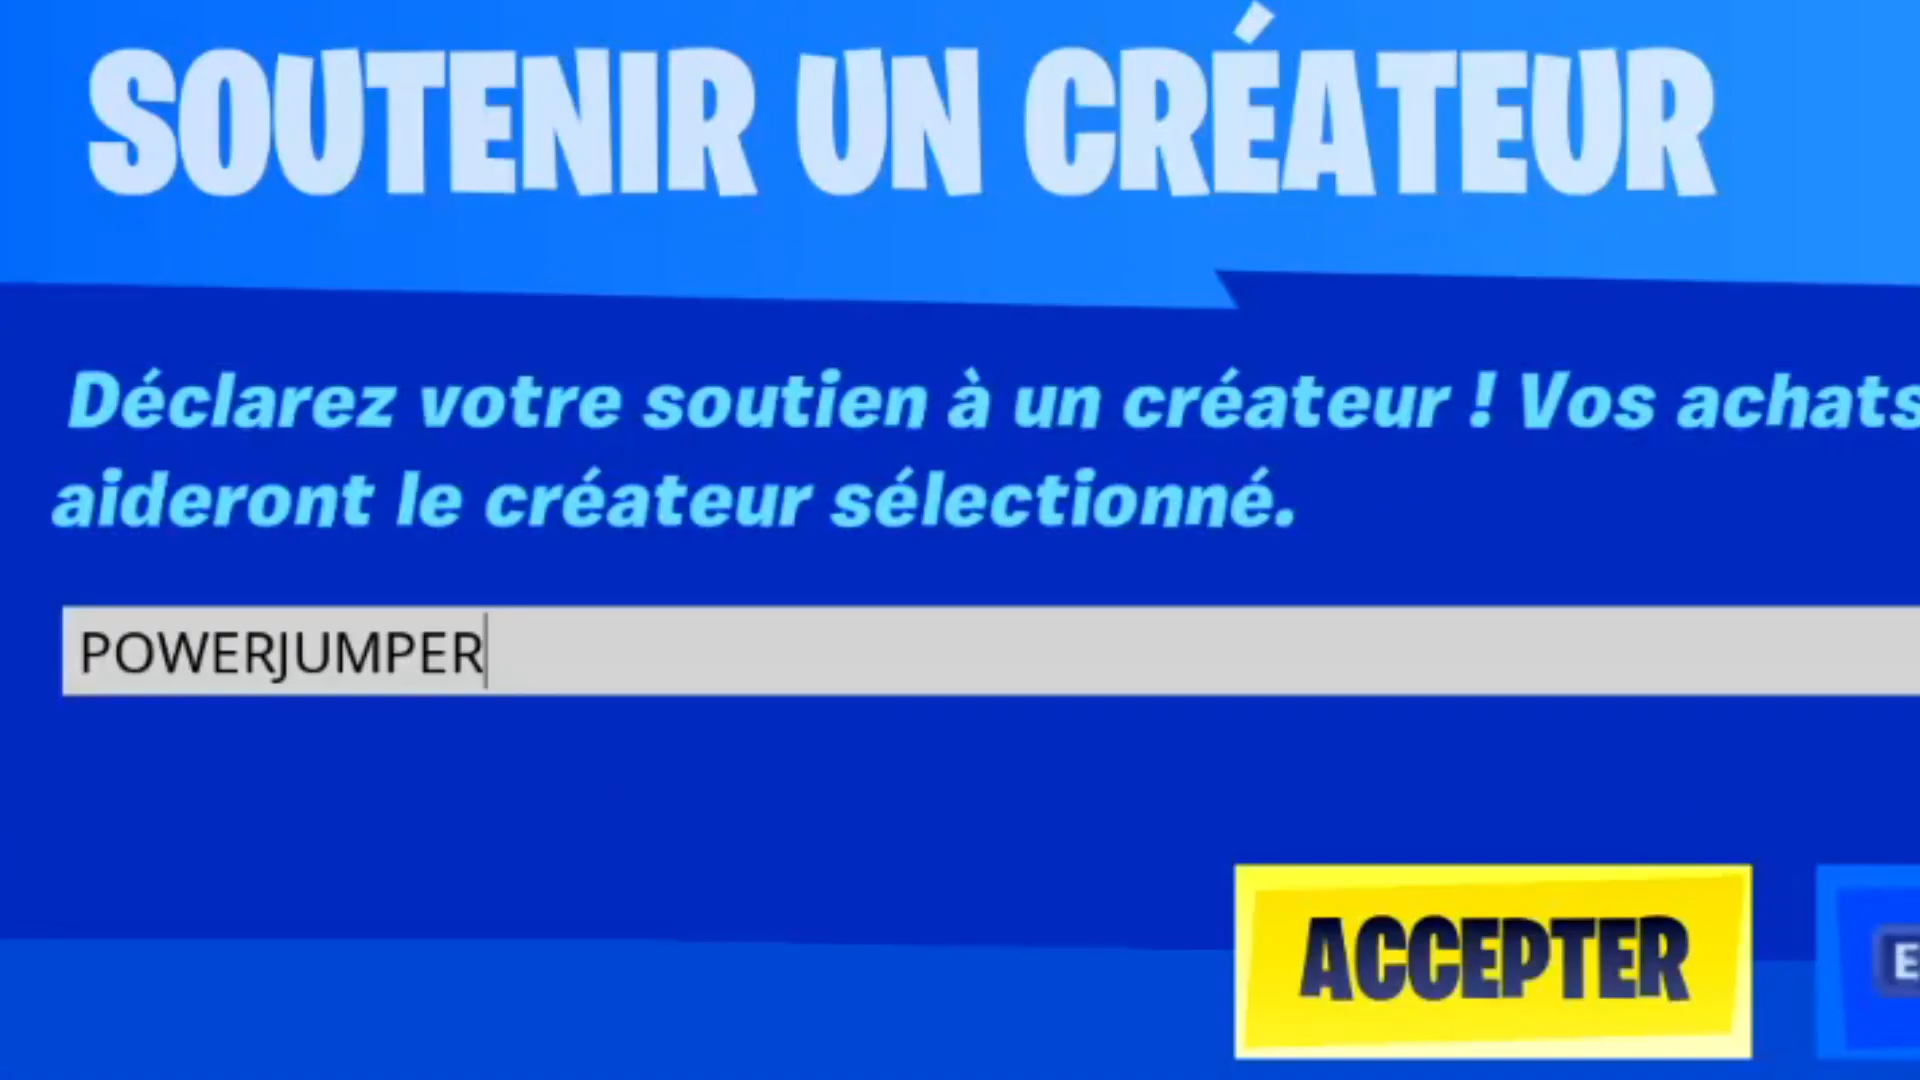 SOUTENIR UN CRÉATEUR
Déclarez votre soutien à un créateur ! Vos achats
aideront le créateur sélectionné.
POWERJUMPER
ACCEPTER